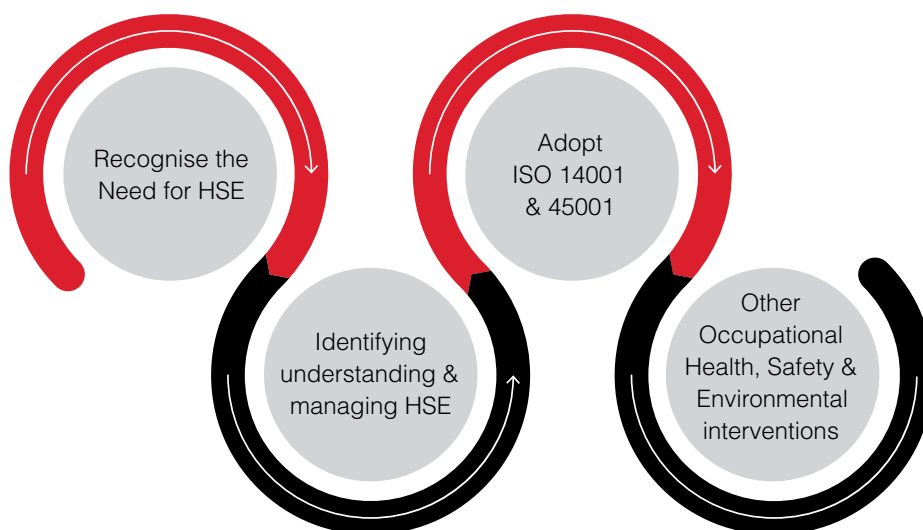 Recognise the
Need for HSE
Identifying
understanding &
managing HSE
Adopt
ISO 14001
& 45001
Other
Occupational
Health, Safety &
Environmental
interventions